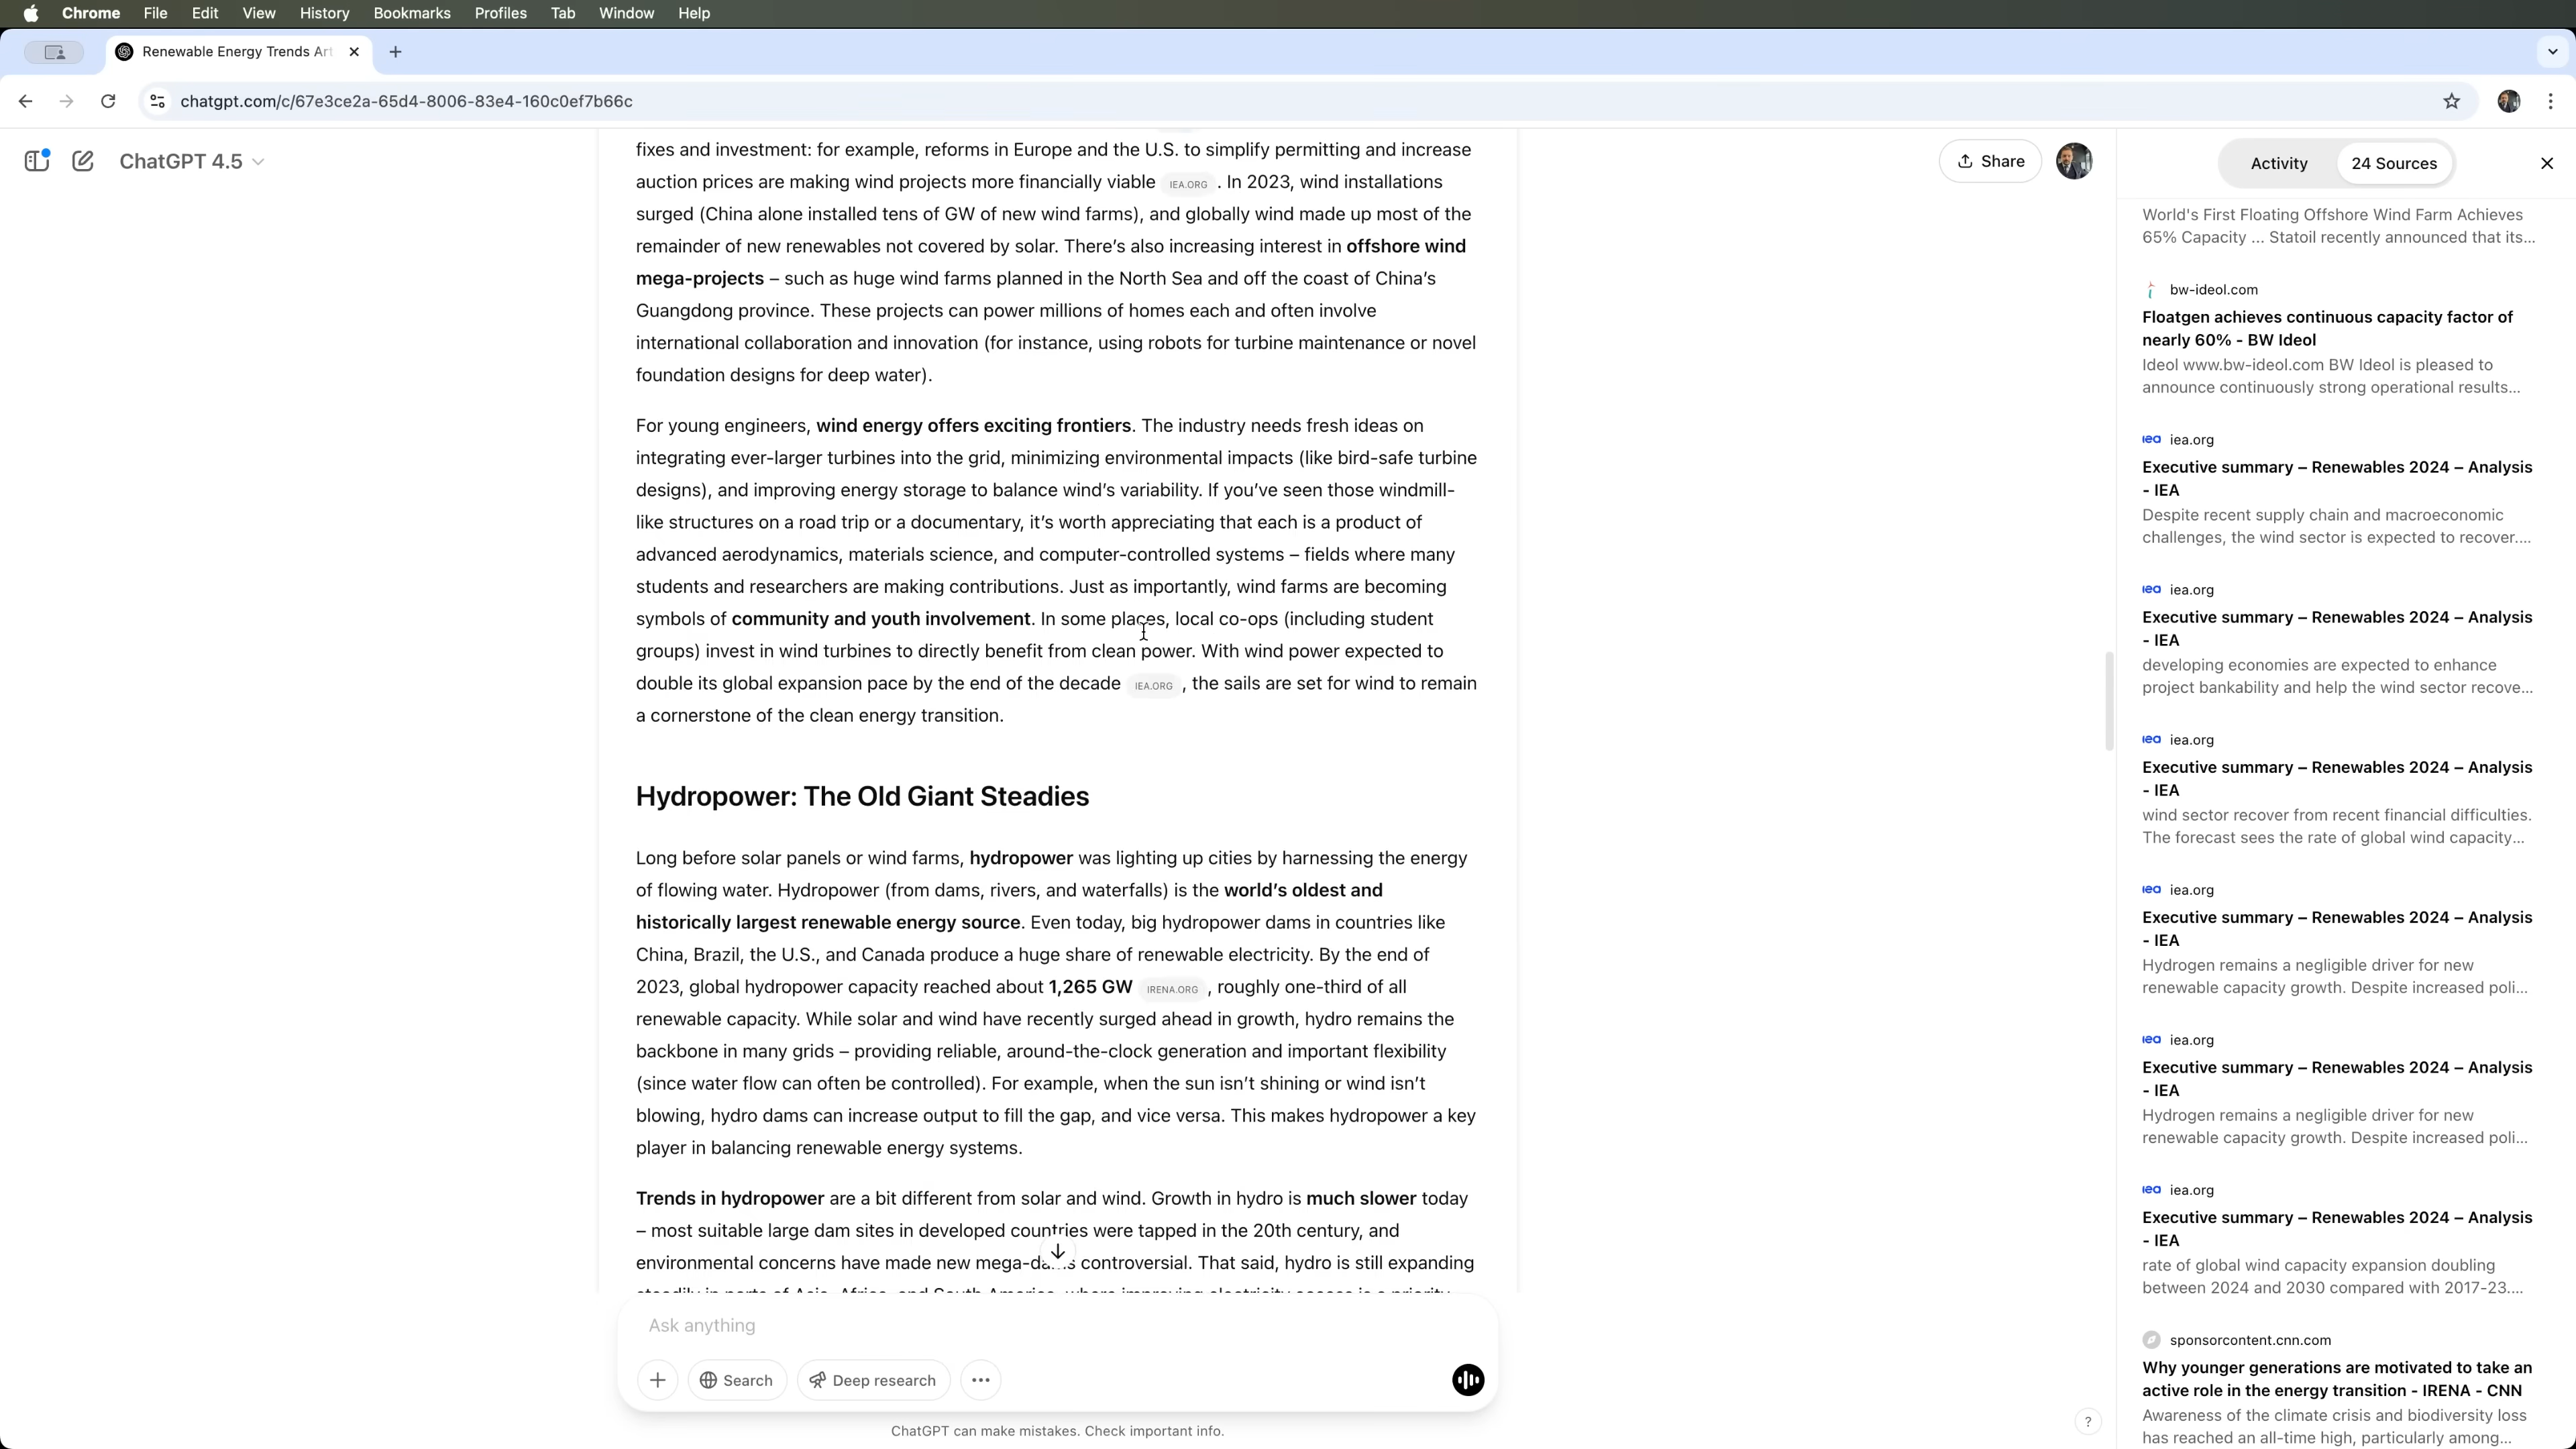 Chrome File Edit View History Bookmarks Profiles Tab Window Help
Renewable Energy Trends Art
chatgpt.com/c/67e3ce2a-65d4-8006-83e4-160c0ef7b66c
ChatGPT 4.5
Share
fixes and investment: for example, reforms in Europe and the U.S. to simplify permitting and increase
auction prices are making wind projects more financially viable IEA.ORG . In 2023, wind installations
surged (China alone installed tens of GW of new wind farms), and globally wind made up most of the
remainder of new renewables not covered by solar. There’s also increasing interest in offshore wind
mega-projects – such as huge wind farms planned in the North Sea and off the coast of China’s
Guangdong province. These projects can power millions of homes each and often involve
international collaboration and innovation (for instance, using robots for turbine maintenance or novel
foundation designs for deep water).
For young engineers, wind energy offers exciting frontiers. The industry needs fresh ideas on
integrating ever-larger turbines into the grid, minimizing environmental impacts (like bird-safe turbine
designs), and improving energy storage to balance wind’s variability. If you’ve seen those windmill-
like structures on a road trip or a documentary, it’s worth appreciating that each is a product of
advanced aerodynamics, materials science, and computer-controlled systems – fields where many
students and researchers are making contributions. Just as importantly, wind farms are becoming
symbols of community and youth involvement. In some places, local co-ops (including student
groups) invest in wind turbines to directly benefit from clean power. With wind power expected to
double its global expansion pace by the end of the decade IEA.ORG , the sails are set for wind to remain
a cornerstone of the clean energy transition.
Hydropower: The Old Giant Steadies
Long before solar panels or wind farms, hydropower was lighting up cities by harnessing the energy
of flowing water. Hydropower (from dams, rivers, and waterfalls) is the world’s oldest and
historically largest renewable energy source. Even today, big hydropower dams in countries like
China, Brazil, the U.S., and Canada produce a huge share of renewable electricity. By the end of
2023, global hydropower capacity reached about 1,265 GW IRENA.ORG , roughly one-third of all
renewable capacity. While solar and wind have recently surged ahead in growth, hydro remains the
backbone in many grids – providing reliable, around-the-clock generation and important flexibility
(since water flow can often be controlled). For example, when the sun isn’t shining or wind isn’t
blowing, hydro dams can increase output to fill the gap, and vice versa. This makes hydropower a key
player in balancing renewable energy systems.
Trends in hydropower are a bit different from solar and wind. Growth in hydro is much slower today
– most suitable large dam sites in developed countries were tapped in the 20th century, and
environmental concerns have made new mega-dams controversial. That said, hydro is still expanding
steadily in parts of Asia, Africa, and South America, where improving electricity access is a priority
Ask anything
Search Deep research
ChatGPT can make mistakes. Check important info.
?
Activity 24 Sources
World's First Floating Offshore Wind Farm Achieves
65% Capacity ... Statoil recently announced that its...
bw-ideol.com
Floatgen achieves continuous capacity factor of
nearly 60% - BW Ideol
Ideol www.bw-ideol.com BW Ideol is pleased to
announce continuously strong operational results...
iea iea.org
Executive summary – Renewables 2024 – Analysis
- IEA
Despite recent supply chain and macroeconomic
challenges, the wind sector is expected to recover....
iea iea.org
Executive summary – Renewables 2024 – Analysis
- IEA
developing economies are expected to enhance
project bankability and help the wind sector recove...
iea iea.org
Executive summary – Renewables 2024 – Analysis
- IEA
wind sector recover from recent financial difficulties.
The forecast sees the rate of global wind capacity...
iea iea.org
Executive summary – Renewables 2024 – Analysis
- IEA
Hydrogen remains a negligible driver for new
renewable capacity growth. Despite increased poli...
iea iea.org
Executive summary – Renewables 2024 – Analysis
- IEA
Hydrogen remains a negligible driver for new
renewable capacity growth. Despite increased poli...
iea iea.org
Executive summary – Renewables 2024 – Analysis
- IEA
rate of global wind capacity expansion doubling
between 2024 and 2030 compared with 2017-23....
sponsorcontent.cnn.com
Why younger generations are motivated to take an
active role in the energy transition - IRENA - CNN
Awareness of the climate crisis and biodiversity loss
has reached an all-time high, particularly among...